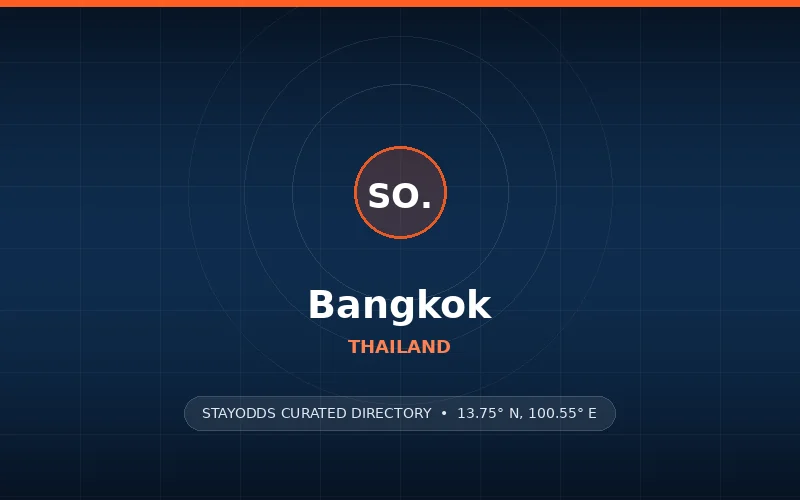 SO.
Bangkok
THAILAND
STAYODDS CURATED DIRECTORY • 13.75° N, 100.55° E